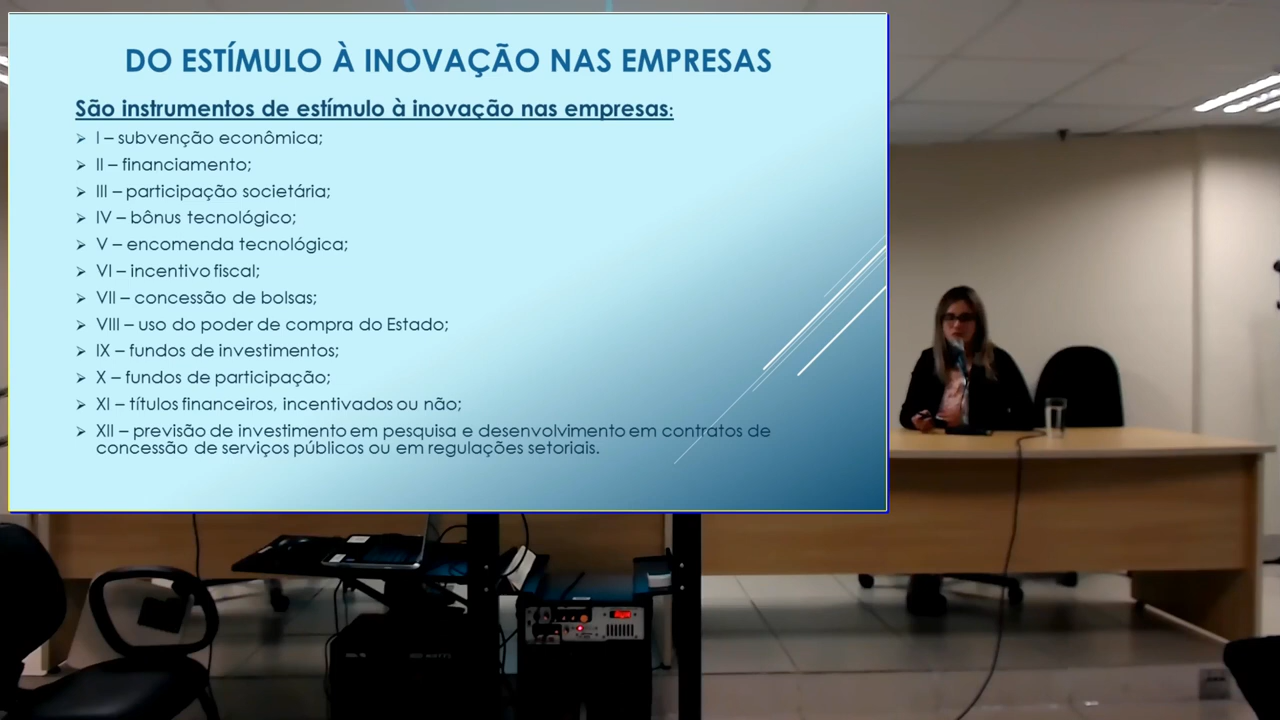 DO ESTÍMULO À INOVAÇÃO NAS EMPRESAS
São instrumentos de estímulo à inovação nas empresas:
I – subvenção econômica;
II – financiamento;
III – participação societária;
IV – bônus tecnológico;
V – encomenda tecnológica;
VI – incentivo fiscal;
VII – concessão de bolsas;
VIII – uso do poder de compra do Estado;
IX – fundos de investimentos;
X – fundos de participação;
XI – títulos financeiros, incentivados ou não;
XII – previsão de investimento em pesquisa e desenvolvimento em contratos de
concessão de serviços públicos ou em regulações setoriais.